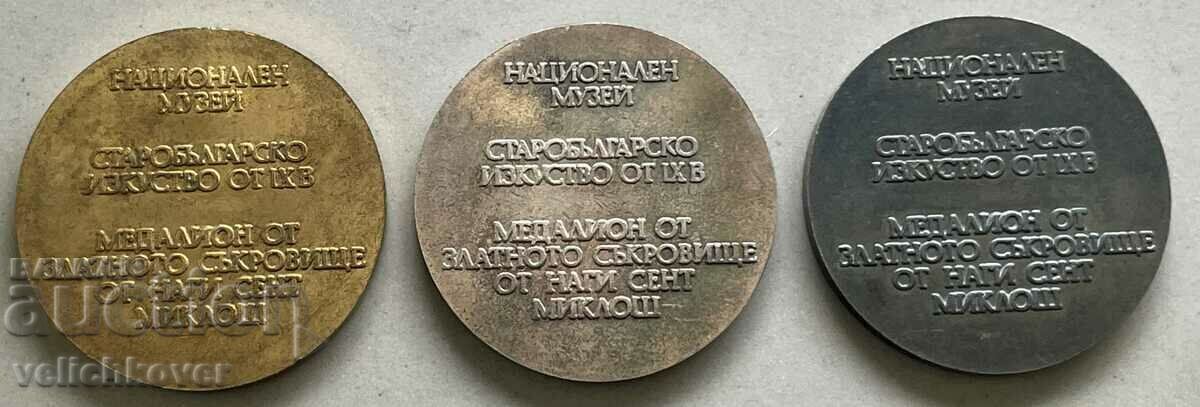 НАЦИОНАЛЕН
МУЗЕЙ
СТАРОБЪЛГАРСКО
ИЗКУСТВО ОТ IX В
МЕДАЛИОН ОТ
ЗЛАТНОТО СЪКРОВИЩЕ
ОТ НАГИ СЕНТ
МИКЛОШ
НАЦИОНАЛЕН
МУЗЕЙ
СТАРОБЪЛГАРСКО
ИЗКУСТВО ОТ IX В
МЕДАЛИОН ОТ
ЗЛАТНОТО СЪКРОВИЩЕ
ОТ НАГИ СЕНТ
МИКЛОШ
НАЦИОНАЛЕН
МУЗЕЙ
СТАРОБЪЛГАРСКО
ИЗКУСТВО ОТ IX В
МЕДАЛИОН ОТ
ЗЛАТНОТО СЪКРОВИЩЕ
ОТ НАГИ СЕНТ
МИКЛОШ
velichkover